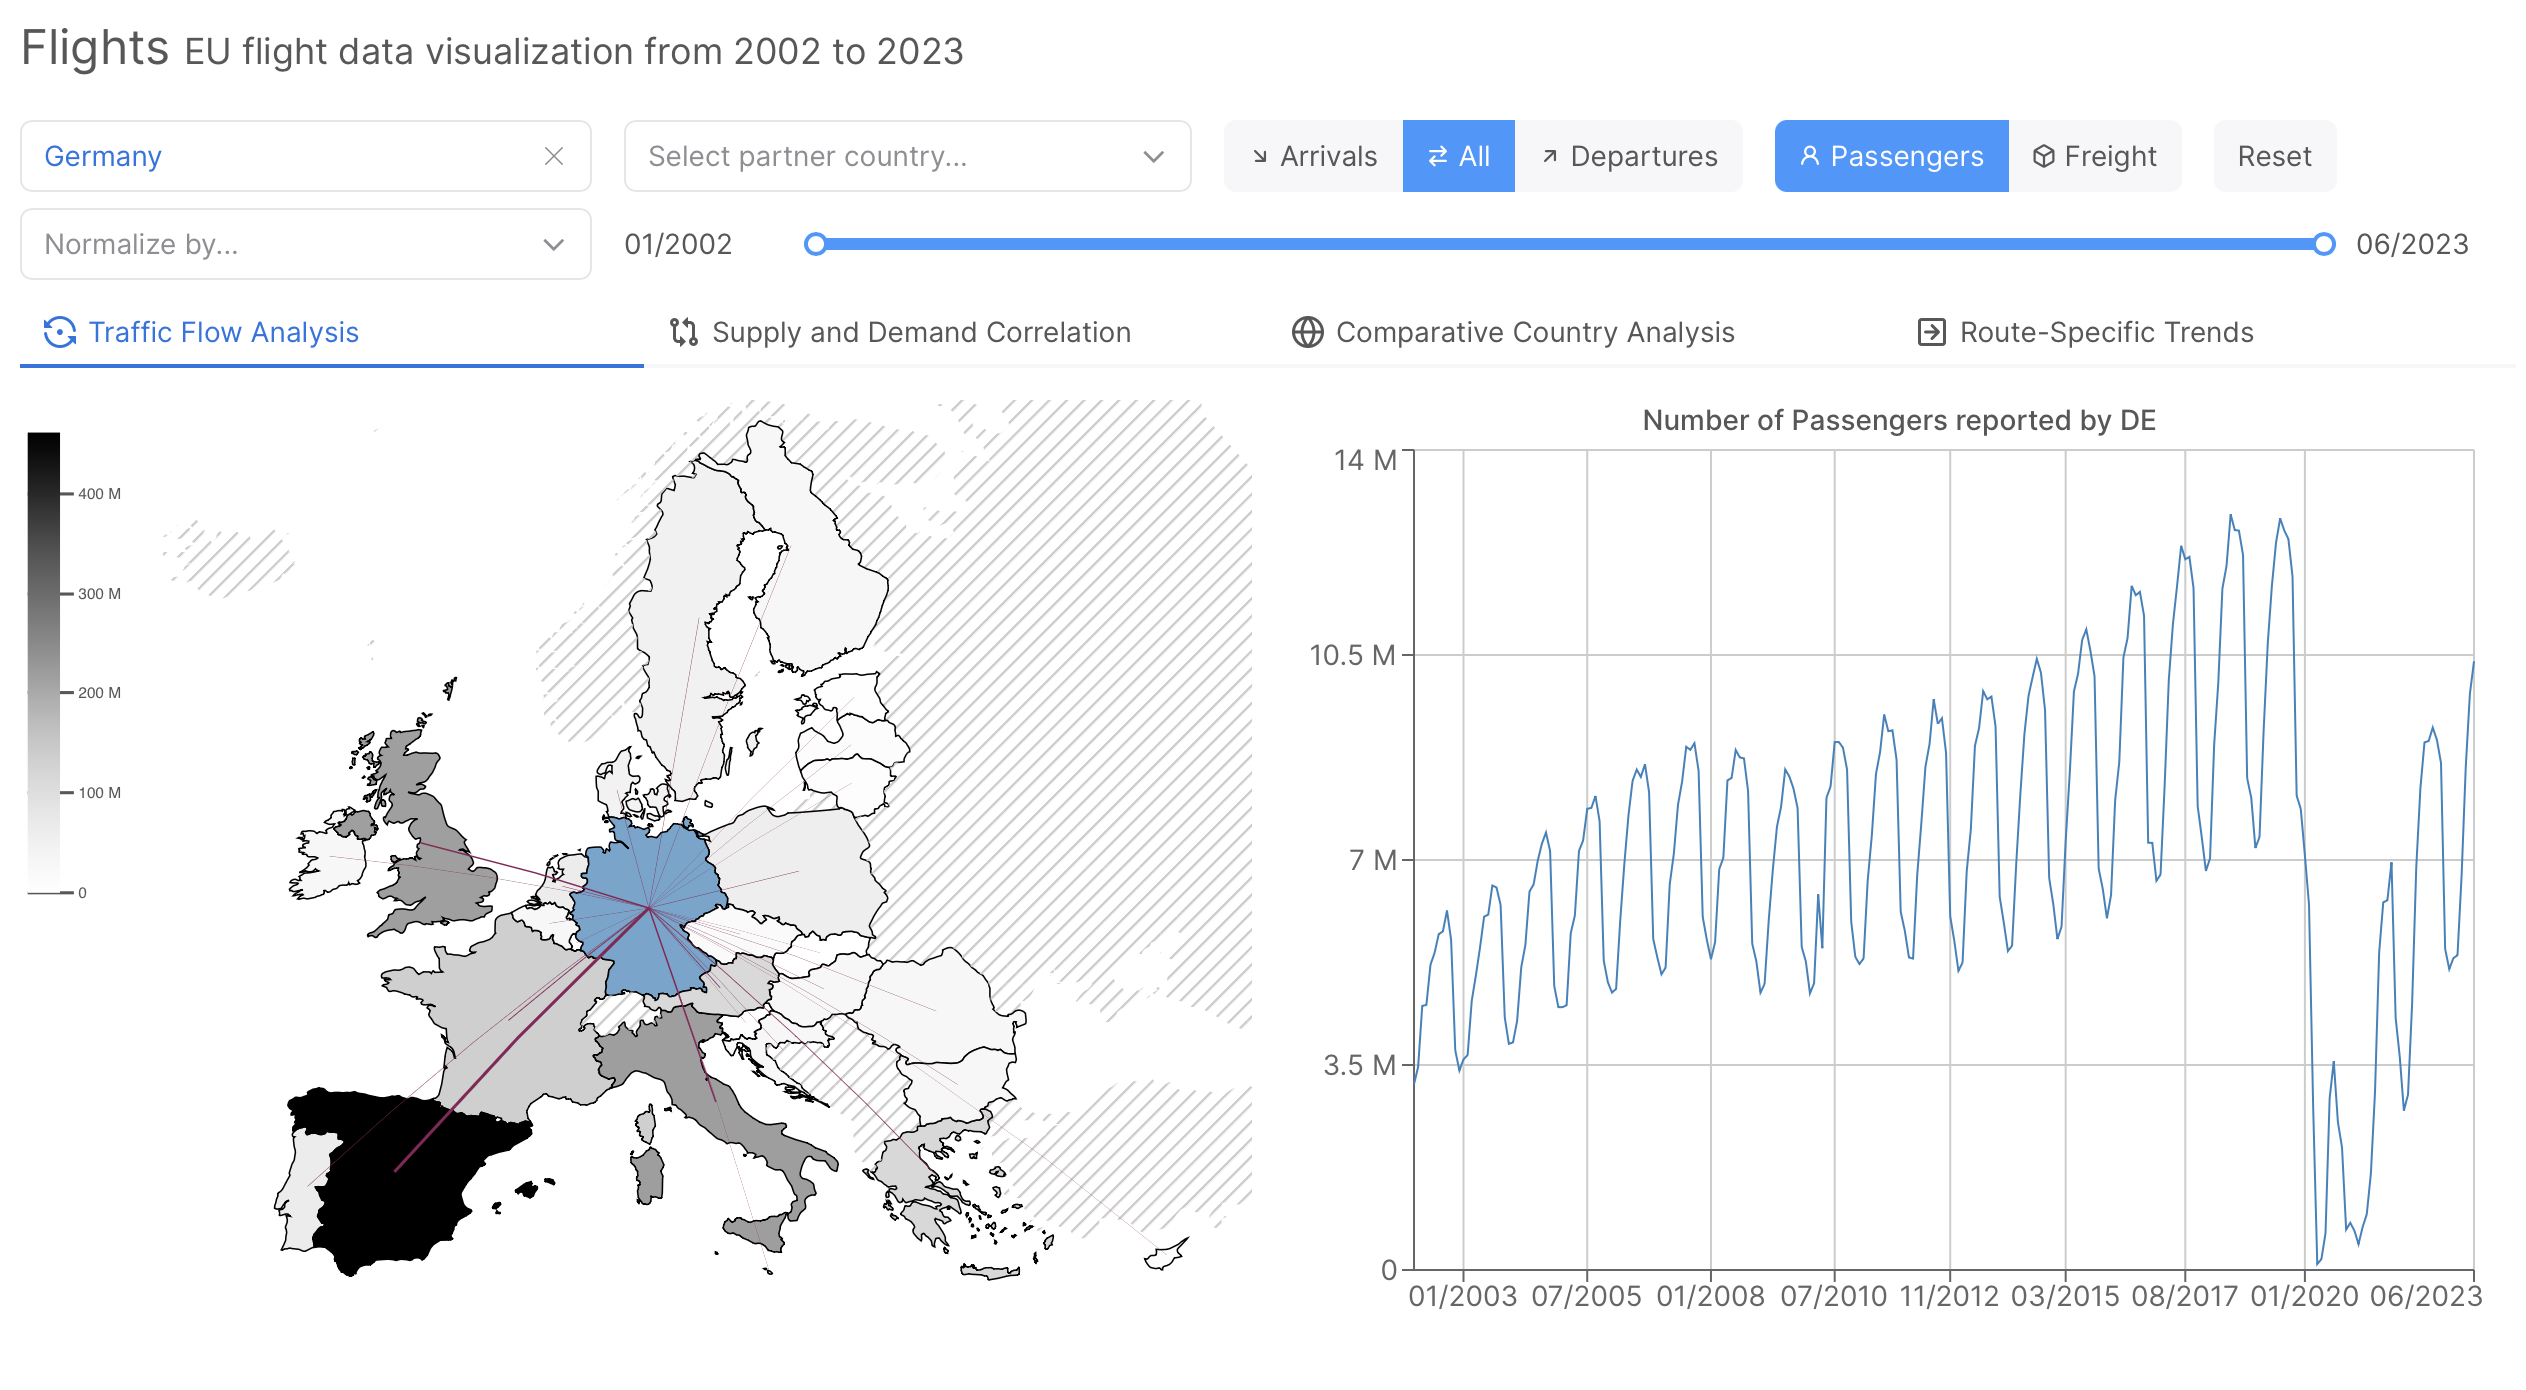 Flights EU flight data visualization from 2002 to 2023
Germany
Select partner country...
Arrivals
All
Departures
Passengers
Freight
Reset
Normalize by...
01/2002
06/2023
Traffic Flow Analysis
Supply and Demand Correlation
Comparative Country Analysis
Route-Specific Trends
400 M
300 M
200 M
100 M
0
Number of Passengers reported by DE
14 M
10.5 M
7 M
3.5 M
0
01/2003 07/2005 01/2008 07/2010 11/2012 03/2015 08/2017 01/2020 06/2023